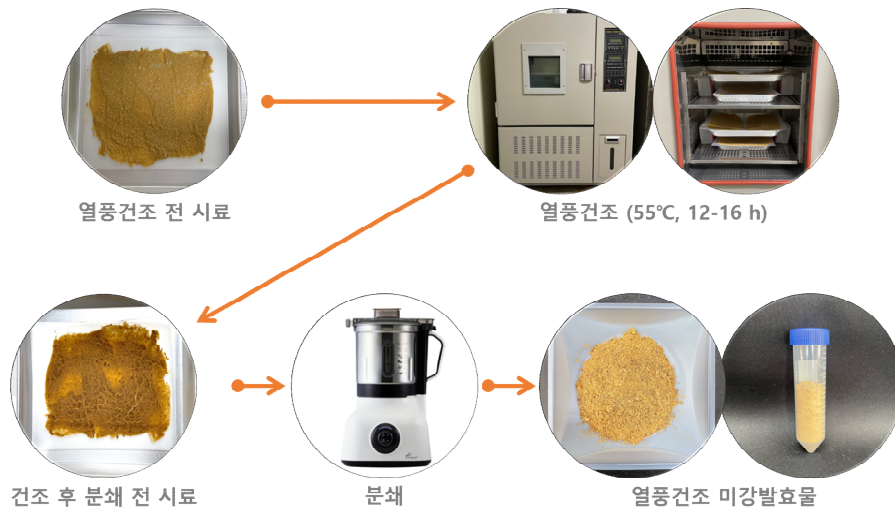 열풍건조 전 시료
열풍건조 (55℃, 12-16 h)
건조 후 분쇄 전 시료
분쇄
열풍건조 미강발효물